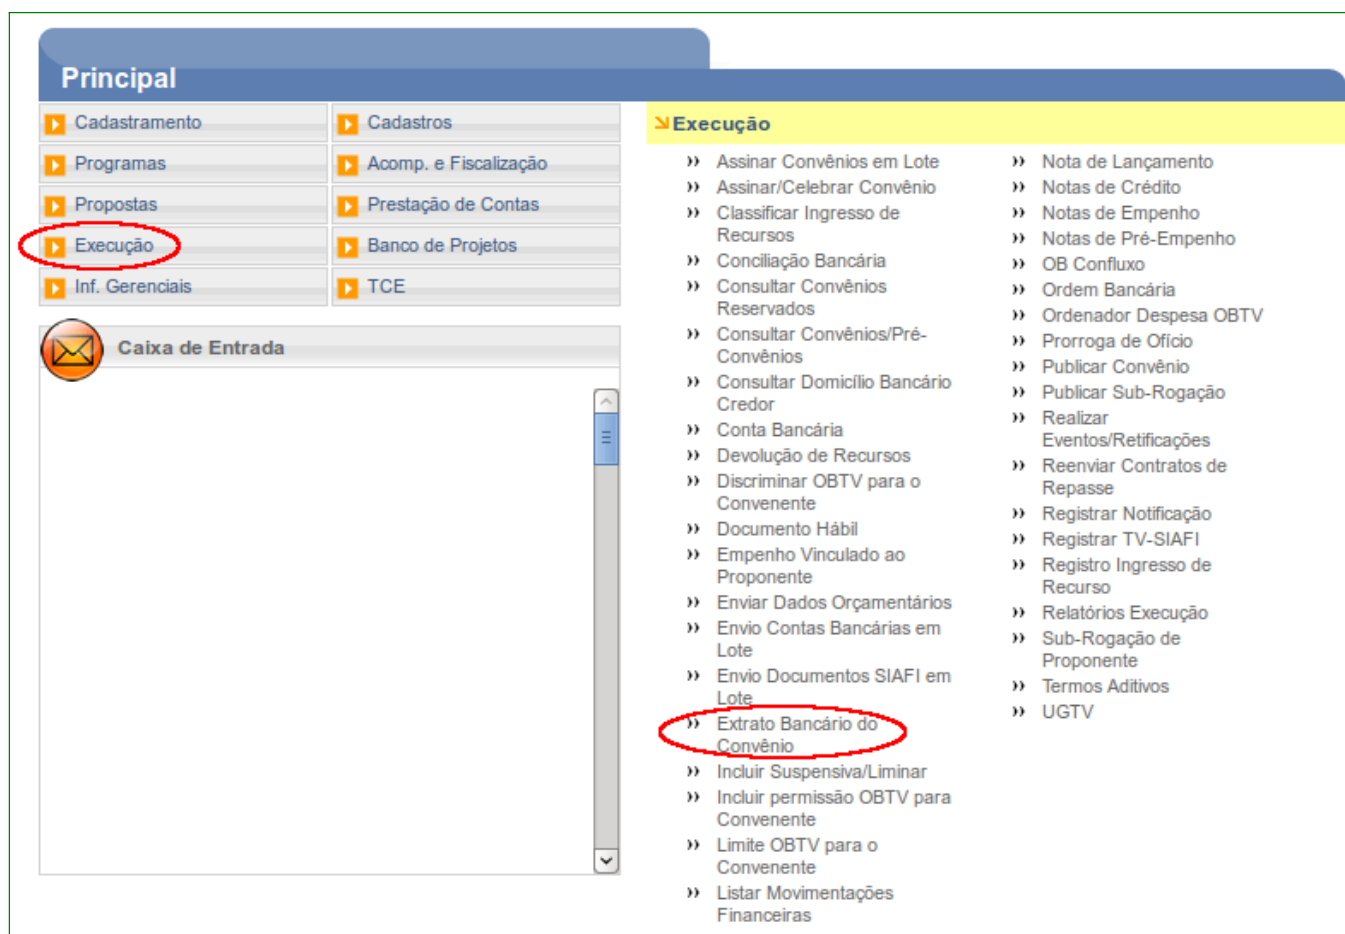 Principal
Cadastramento
Cadastros
Programas
Acomp. e Fiscalização
Propostas
Prestação de Contas
Execução
Banco de Projetos
Inf. Gerenciais
TCE
Caixa de Entrada
Execução
Assinar Convênios em Lote
Assinar/Celebrar Convênio
Classificar Ingresso de
Recursos
Conciliação Bancária
Consultar Convênios
Reservados
Consultar Convênios/Pré-
Convênios
Consultar Domicílio Bancário
Credor
Conta Bancária
Devolução de Recursos
Discriminar OBTV para o
Convenente
Documento Hábil
Empenho Vinculado ao
Proponente
Enviar Dados Orçamentários
Envio Contas Bancárias em
Lote
Envio Documentos SIAFI em
Lote
Extrato Bancário do
Convênio
Incluir Suspensiva/Liminar
Incluir permissão OBTV para
Convenente
Limite OBTV para o
Convenente
Listar Movimentações
Financeiras
Nota de Lançamento
Notas de Crédito
Notas de Empenho
Notas de Pré-Empenho
OB Confluxo
Ordem Bancária
Ordenador Despesa OBTV
Prorroga de Ofício
Publicar Convênio
Publicar Sub-Rogação
Realizar
Eventos/Retificações
Reenviar Contratos de
Repasse
Registrar Notificação
Registrar TV-SIAFI
Registro Ingresso de
Recurso
Relatórios Execução
Sub-Rogação de
Proponente
Termos Aditivos
UGTV